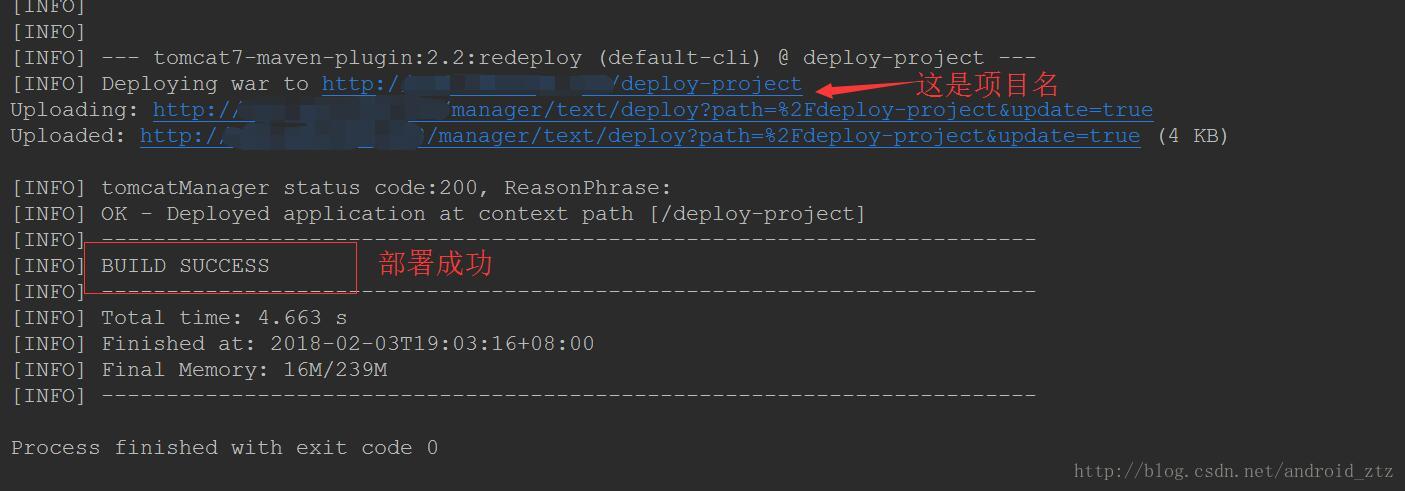 [INFO]
[INFO]
[INFO] --- tomcat7-maven-plugin:2.2:redeploy (default-cli) @ deploy-project ---
[INFO] Deploying war to http:/ /deploy-project 这是项目名
Uploading: http:// /manager/text/deploy?path=%2Fdeploy-project&update=true
Uploaded: http:// /manager/text/deploy?path=%2Fdeploy-project&update=true (4 KB)
[INFO] tomcatManager status code:200, ReasonPhrase:
[INFO] OK - Deployed application at context path [/deploy-project]
[INFO] ------------------------------------------------------------------------
[INFO] BUILD SUCCESS 部署成功
[INFO] ------------------------------------------------------------------------
[INFO] Total time: 4.663 s
[INFO] Finished at: 2018-02-03T19:03:16+08:00
[INFO] Final Memory: 16M/239M
[INFO] ------------------------------------------------------------------------
Process finished with exit code 0
http://blog.csdn.net/android_ztz